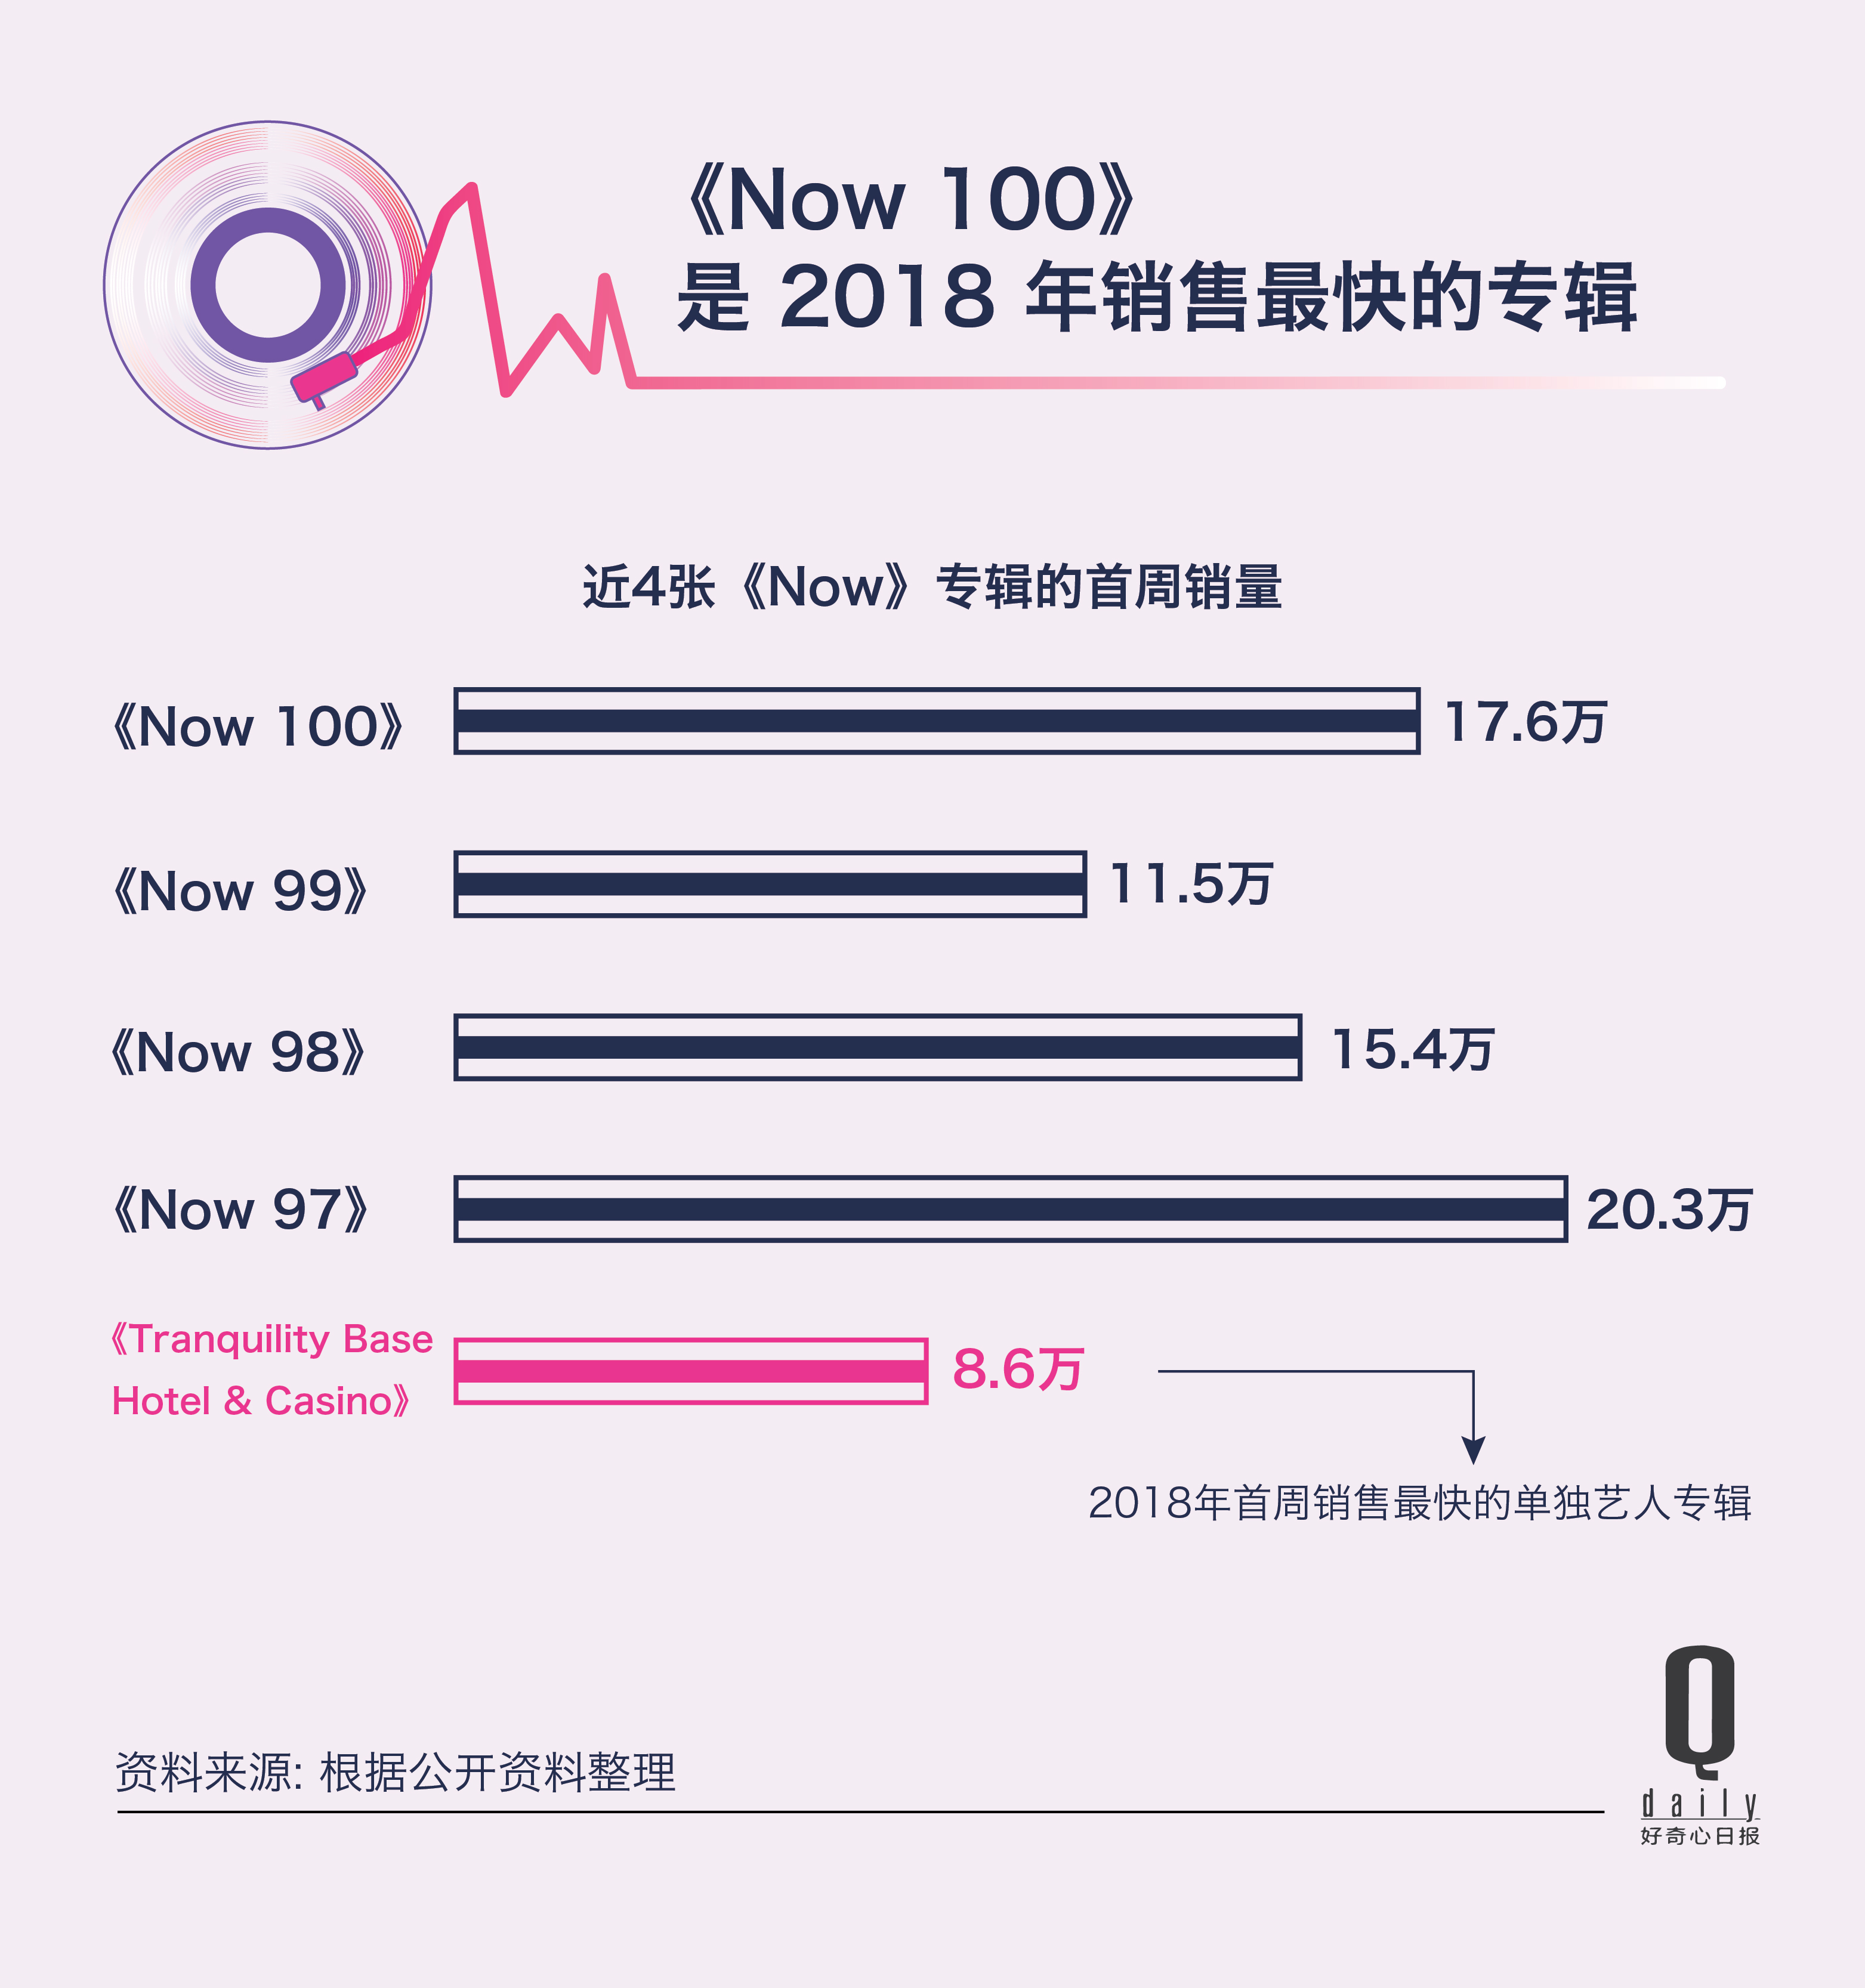 《Now 100》
是 2018 年销售最快的专辑
近4张《Now》专辑的首周销量
《Now 100》
17.6万
《Now 99》
11.5万
《Now 98》
15.4万
《Now 97》
20.3万
《Tranquility Base
Hotel & Casino》
8.6万
2018年首周销售最快的单独艺人专辑
资料来源: 根据公开资料整理
Q
daily
好奇心日报